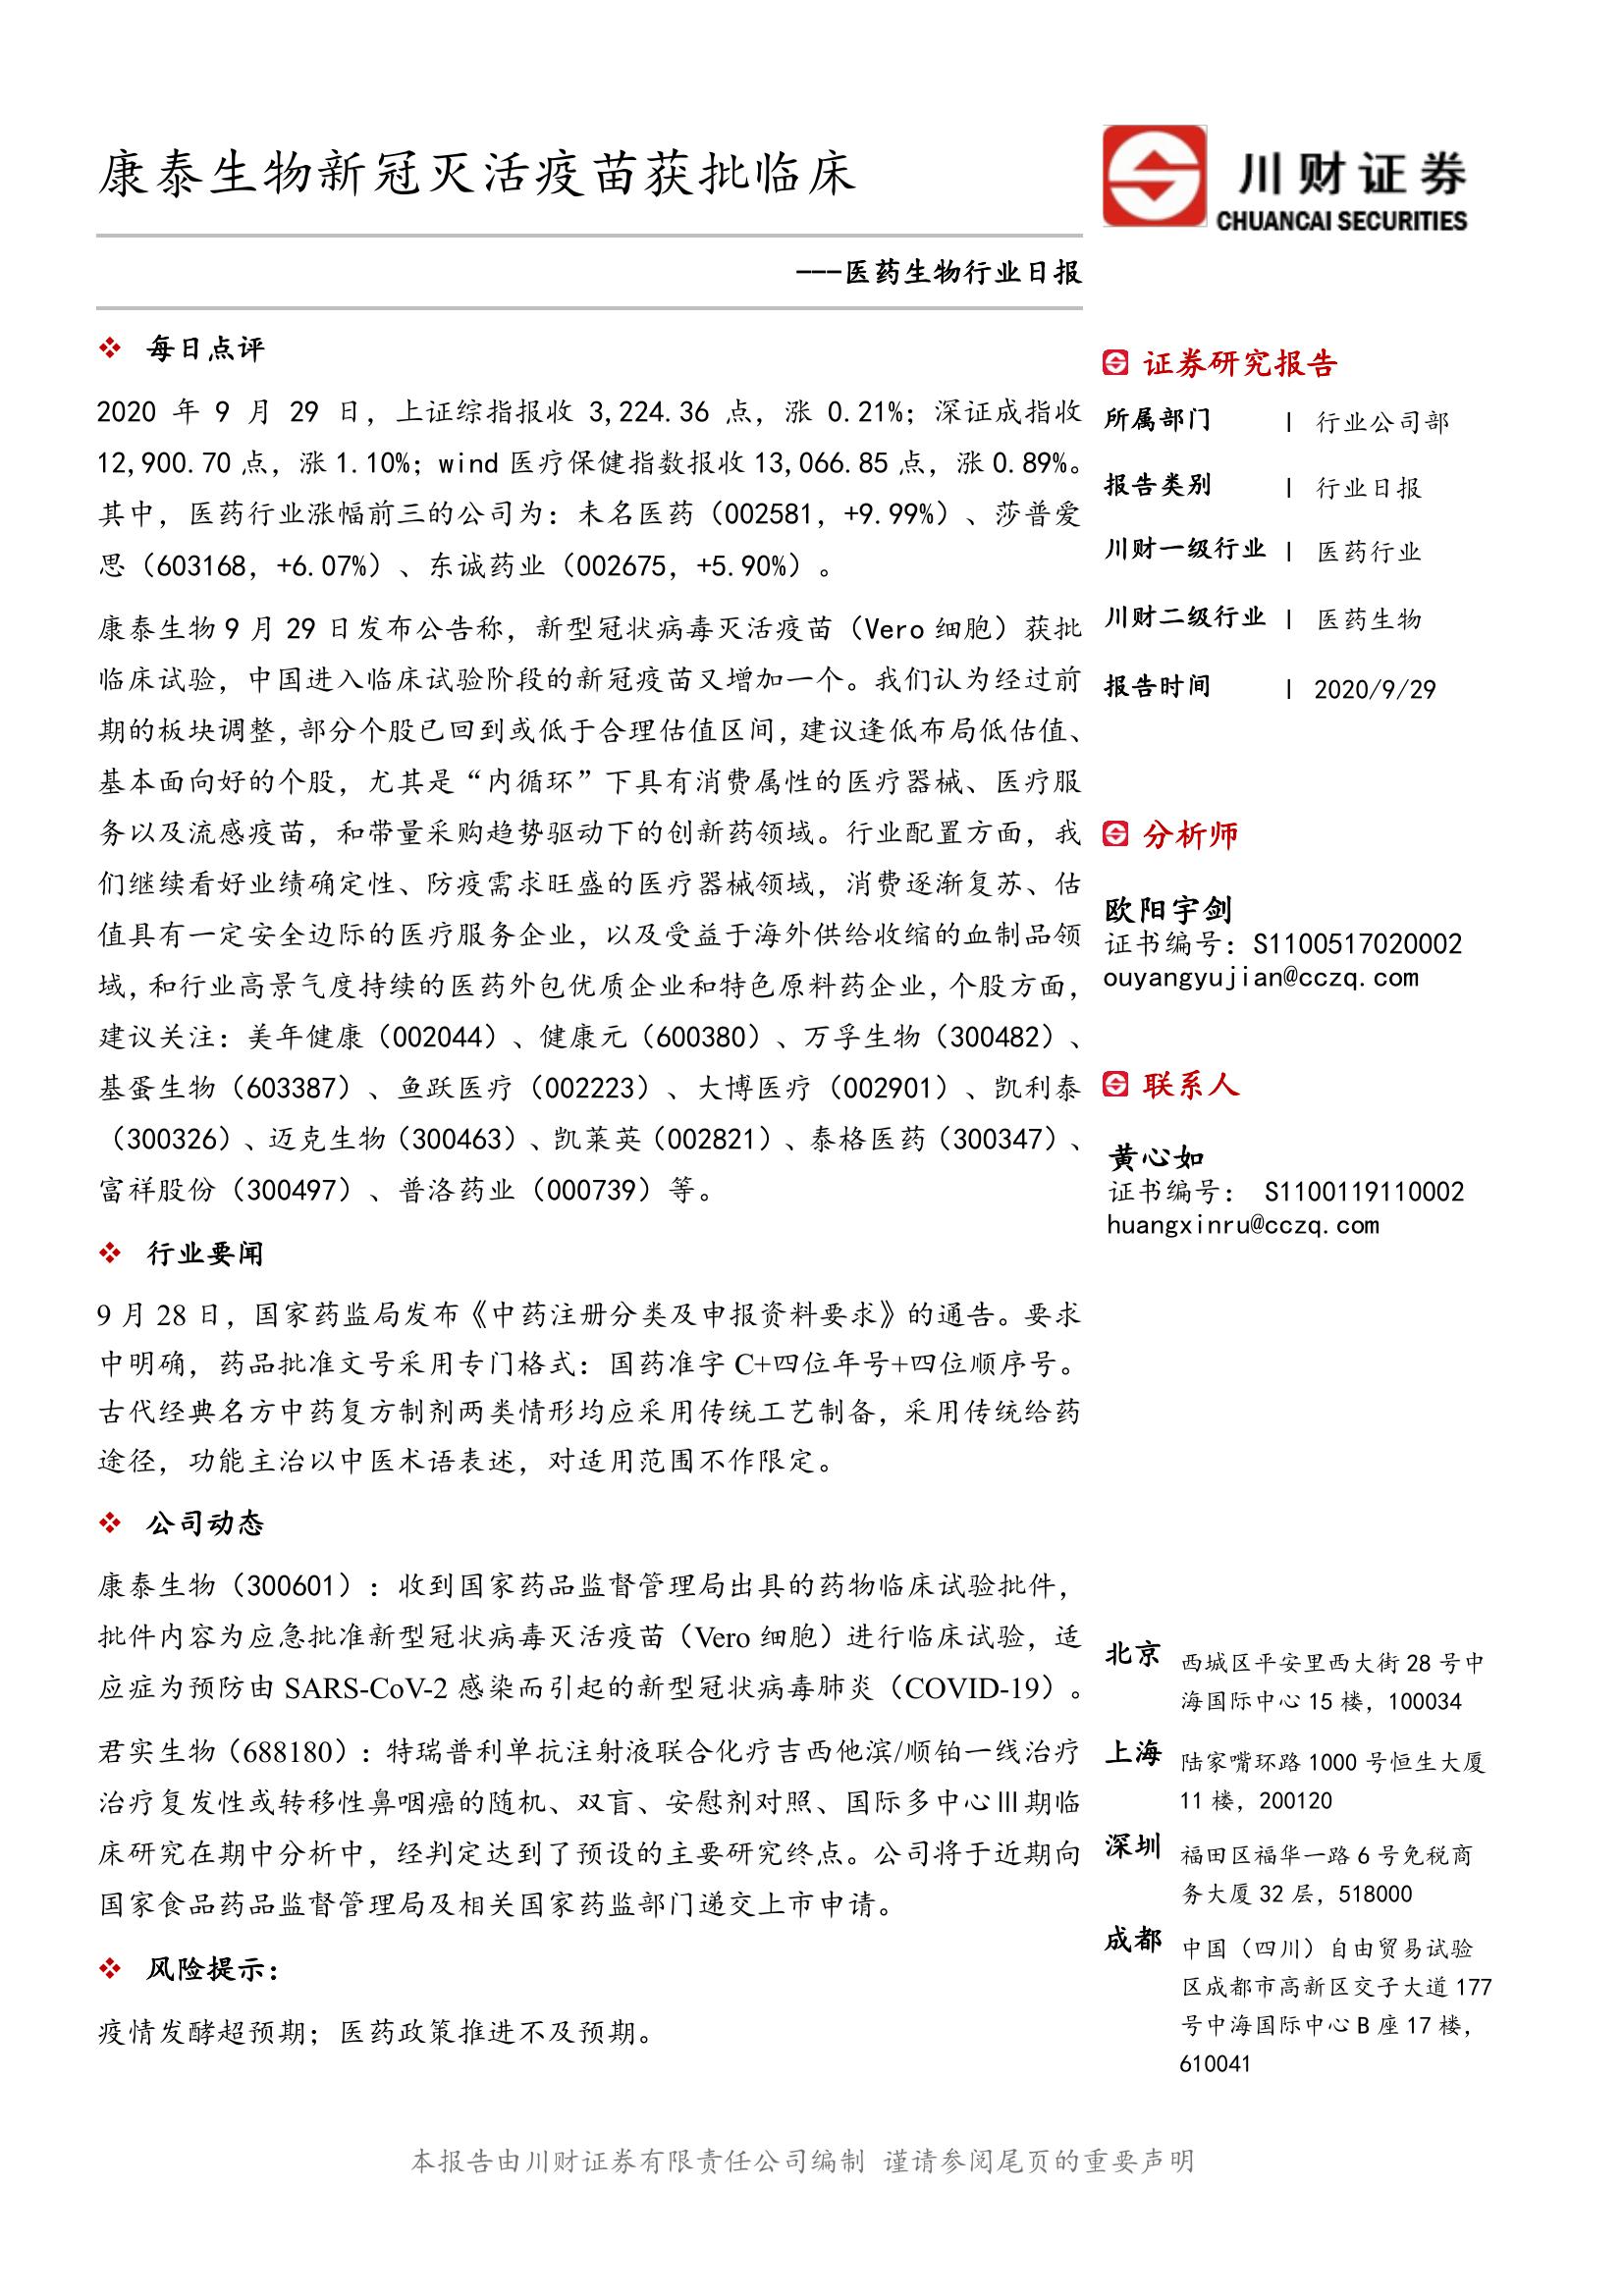 康泰生物新冠灭活疫苗获批临床
川财证券
CHUANCAI SECURITIES
---医药生物行业日报
每日点评
2020 年 9 月 29 日，上证综指报收 3,224.36 点，涨 0.21%；深证成指收
12,900.70 点，涨 1.10%；wind 医疗保健指数报收 13,066.85 点，涨 0.89%。
其中，医药行业涨幅前三的公司为：未名医药（002581，+9.99%）、莎普爱
思（603168，+6.07%）、东诚药业（002675，+5.90%）。
康泰生物 9 月 29 日发布公告称，新型冠状病毒灭活疫苗（Vero 细胞）获批
临床试验，中国进入临床试验阶段的新冠疫苗又增加一个。我们认为经过前
期的板块调整，部分个股已回到或低于合理估值区间，建议逢低布局低估值、
基本面向好的个股，尤其是“内循环”下具有消费属性的医疗器械、医疗服
务以及流感疫苗，和带量采购趋势驱动下的创新药领域。行业配置方面，我
们继续看好业绩确定性、防疫需求旺盛的医疗器械领域，消费逐渐复苏、估
值具有一定安全边际的医疗服务企业，以及受益于海外供给收缩的血制品领
域，和行业高景气度持续的医药外包优质企业和特色原料药企业，个股方面，
建议关注：美年健康（002044）、健康元（600380）、万孚生物（300482）、
基蛋生物（603387）、鱼跃医疗（002223）、大博医疗（002901）、凯利泰
（300326）、迈克生物（300463）、凯莱英（002821）、泰格医药（300347）、
富祥股份（300497）、普洛药业（000739）等。
行业要闻
9 月 28 日，国家药监局发布《中药注册分类及申报资料要求》的通告。要求
中明确，药品批准文号采用专门格式：国药准字 C+四位年号+四位顺序号。
古代经典名方中药复方制剂两类情形均应采用传统工艺制备，采用传统给药
途径，功能主治以中医术语表述，对适用范围不作限定。
公司动态
康泰生物（300601）：收到国家药品监督管理局出具的药物临床试验批件，
批件内容为应急批准新型冠状病毒灭活疫苗（Vero 细胞）进行临床试验，适
应症为预防由 SARS-CoV-2 感染而引起的新型冠状病毒肺炎（COVID-19）。
君实生物（688180）：特瑞普利单抗注射液联合化疗吉西他滨/顺铂一线治疗
治疗复发性或转移性鼻咽癌的随机、双盲、安慰剂对照、国际多中心Ⅲ期临
床研究在期中分析中，经判定达到了预设的主要研究终点。公司将于近期向
国家食品药品监督管理局及相关国家药监部门递交上市申请。
风险提示：
疫情发酵超预期；医药政策推进不及预期。
证券研究报告
所属部门 | 行业公司部
报告类别 | 行业日报
川财一级行业 | 医药行业
川财二级行业 | 医药生物
报告时间 | 2020/9/29
分析师
欧阳宇剑
证书编号：S1100517020002
ouyangyujian@cczq.com
联系人
黄心如
证书编号： S1100119110002
huangxinru@cczq.com
北京 西城区平安里西大街 28 号中
海国际中心 15 楼，100034
上海 陆家嘴环路 1000 号恒生大厦
11 楼，200120
深圳 福田区福华一路 6 号免税商
务大厦 32 层，518000
成都 中国（四川）自由贸易试验
区成都市高新区交子大道 177
号中海国际中心 B 座 17 楼，
610041
本报告由川财证券有限责任公司编制 谨请参阅尾页的重要声明